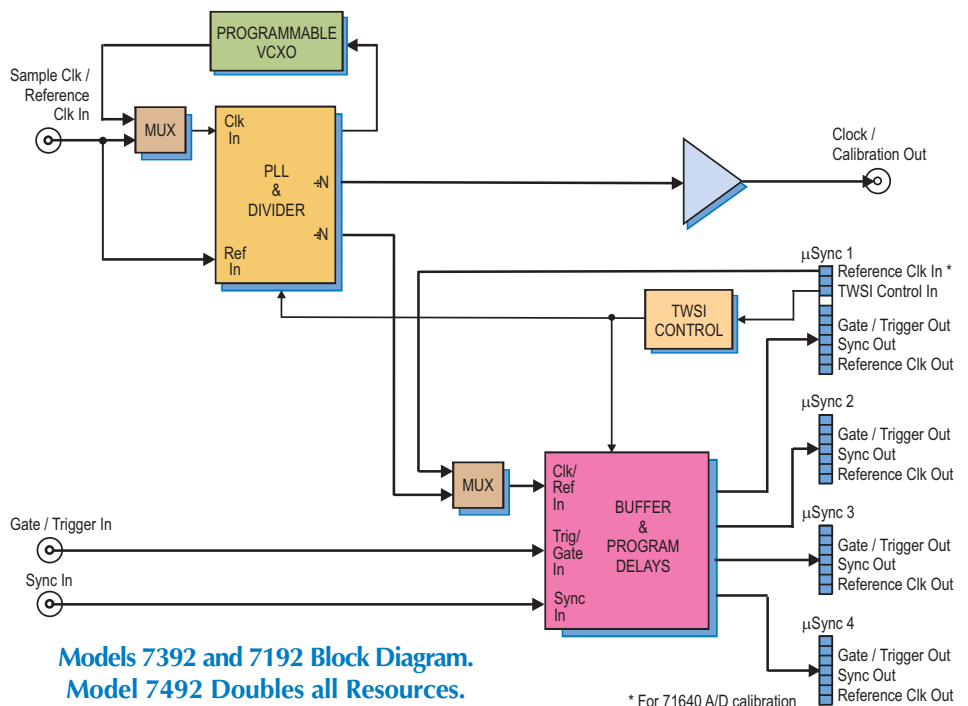 PROGRAMMABLE
VCXO
Sample Clk /
Reference
Clk In
MUX
Clk
In
PLL
&
DIVIDER
÷N
÷N
Ref
In
Clock /
Calibration Out
TWSI
CONTROL
μSync 1
Reference Clk In *
TWSI Control In
Gate / Trigger Out
Sync Out
Reference Clk Out
μSync 2
Gate / Trigger Out
Sync Out
Reference Clk Out
MUX
Clk/
Ref
In
Trig/
Gate
In
Sync
In
BUFFER
&
PROGRAM
DELAYS
Gate / Trigger In
Sync In
μSync 3
Gate / Trigger Out
Sync Out
Reference Clk Out
μSync 4
Gate / Trigger Out
Sync Out
Reference Clk Out
Models 7392 and 7192 Block Diagram.
Model 7492 Doubles all Resources.
* For 71640 A/D calibration